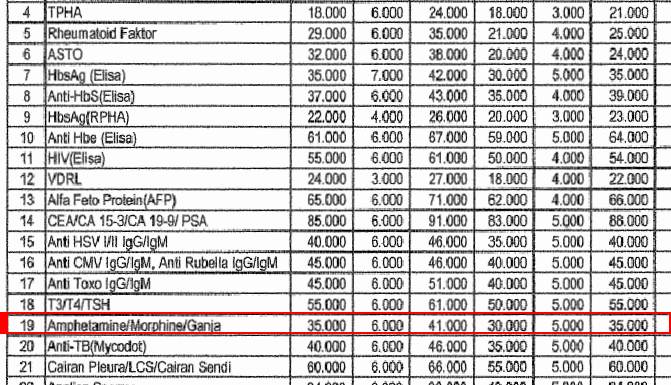 4 TPHA 18.000 6.000 24.000 18.000 3.000 21.000
5 Rheumatoid Faktor 29.000 6.000 35.000 21.000 4.000 25.000
6 ASTO 32.000 6.000 38.000 20.000 4.000 24.000
7 HbsAg (Elisa) 35.000 7.000 42.000 30.000 5.000 35.000
8 Anti-HbS(Elisa) 37.000 6.000 43.000 35.000 4.000 39.000
9 HbsAg(RPHA) 22.000 4.000 26.000 20.000 3.000 23.000
10 Anti Hbe (Elisa) 61.000 6.000 67.000 59.000 5.000 64.000
11 HIV(Elisa) 55.000 6.000 61.000 50.000 4.000 54.000
12 VDRL 24.000 3.000 27.000 18.000 4.000 22.000
13 Alfa Feto Protein(AFP) 65.000 6.000 71.000 62.000 4.000 66.000
14 CEA/CA 15-3/CA 19-9/ PSA 85.000 6.000 91.000 83.000 5.000 88.000
15 Anti HSV I/II IgG/IgM 40.000 6.000 46.000 35.000 5.000 40.000
16 Anti CMV IgG/IgM, Anti Rubella IgG/IgM 45.000 6.000 46.000 40.000 5.000 45.000
17 Anti Toxo IgG/IgM 45.000 6.000 51.000 40.000 5.000 45.000
18 T3/T4/TSH 55.000 6.000 61.000 50.000 5.000 55.000
19 Amphetamine/Morphine/Ganja 35.000 6.000 41.000 30.000 5.000 35.000
20 Anti-TB(Mycodot) 40.000 6.000 46.000 35.000 5.000 40.000
21 Cairan Pleura/LCS/Cairan Sendi 60.000 6.000 66.000 55.000 5.000 60.000